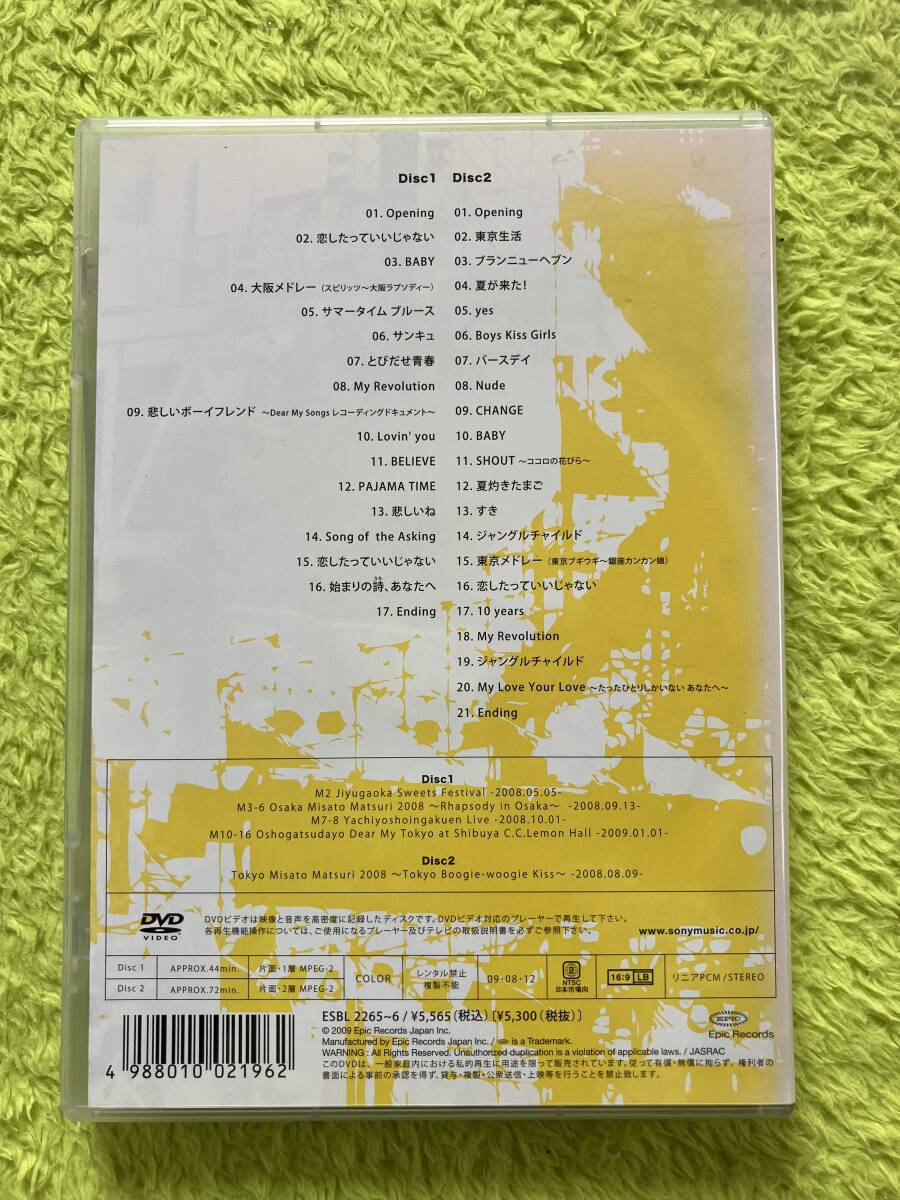 Disc1
01. Opening
02. 恋したっていいじゃない
03. BABY
04. 大阪メドレー（スピリッツ〜大阪ラプソディー）
05. サマータイム ブルース
06. サンキュ
07. とびだせ青春
08. My Revolution
09. 悲しいボーイフレンド 〜Dear My Songs レコーディングドキュメント〜
10. Lovin' you
11. BELIEVE
12. PAJAMA TIME
13. 悲しいね
14. Song of the Asking
15. 恋したっていいじゃない
16. 始まりの詩、あなたへ
うた
17. Ending
Disc2
01. Opening
02. 東京生活
03. ブランニューヘブン
04. 夏が来た!
05. yes
06. Boys Kiss Girls
07. バースデイ
08. Nude
09. CHANGE
10. BABY
11. SHOUT 〜ココロの花びら〜
12. 夏灼きたまご
13. すき
14. ジャングルチャイルド
15. 東京メドレー（東京ブギウギ〜銀座カンカン娘）
16. 恋したっていいじゃない
17. 10 years
18. My Revolution
19. ジャングルチャイルド
20. My Love Your Love 〜たったひとりしかいない あなたへ〜
21. Ending
Disc1
M2 Jiyugaoka Sweets Festival -2008.05.05-
M3-6 Osaka Misato Matsuri 2008 〜Rhapsody in Osaka〜 -2008.09.13-
M7-8 Yachiyoshoingakuen Live -2008.10.01-
M10-16 Oshogatsudayo Dear My Tokyo at Shibuya C.C.Lemon Hall -2009.01.01-
Disc2
Tokyo Misato Matsuri 2008 〜Tokyo Boogie-woogie Kiss〜 -2008.08.09-
DVD VIDEO
DVDビデオは映像と音声を高密度に記録したディスクです。DVDビデオ対応のプレーヤーで再生して下さい。
各再生機能操作については、ご使用になるプレーヤー及びテレビの取扱説明書を必ずご参照下さい。
www.sonymusic.co.jp/
Disc 1 APPROX.44min. 片面・1層 MPEG-2
Disc 2 APPROX.72min. 片面・2層 MPEG-2
COLOR
レンタル禁止
複製不能
09・08・12
2
NTSC
日本市場向
16:9 LB
リニアPCM/STEREO
4 988010 021962
ESBL 2265~6 / ¥5,565(税込)[¥5,300(税抜)]
© 2009 Epic Records Japan Inc.
Manufactured by Epic Records Japan Inc. / is a Trademark.
WARNING : All Rights Reserved. Unauthorized duplication is a violation of applicable laws. / JASRAC
このDVDは、一般家庭内における私的再生に用途を限って販売されています。従って有償・無償に拘らず、権利者の
書面による事前の承認を得ず、貸与・複製・公衆送信・上映等を行うことを禁止致します。
EPIC
Epic Records